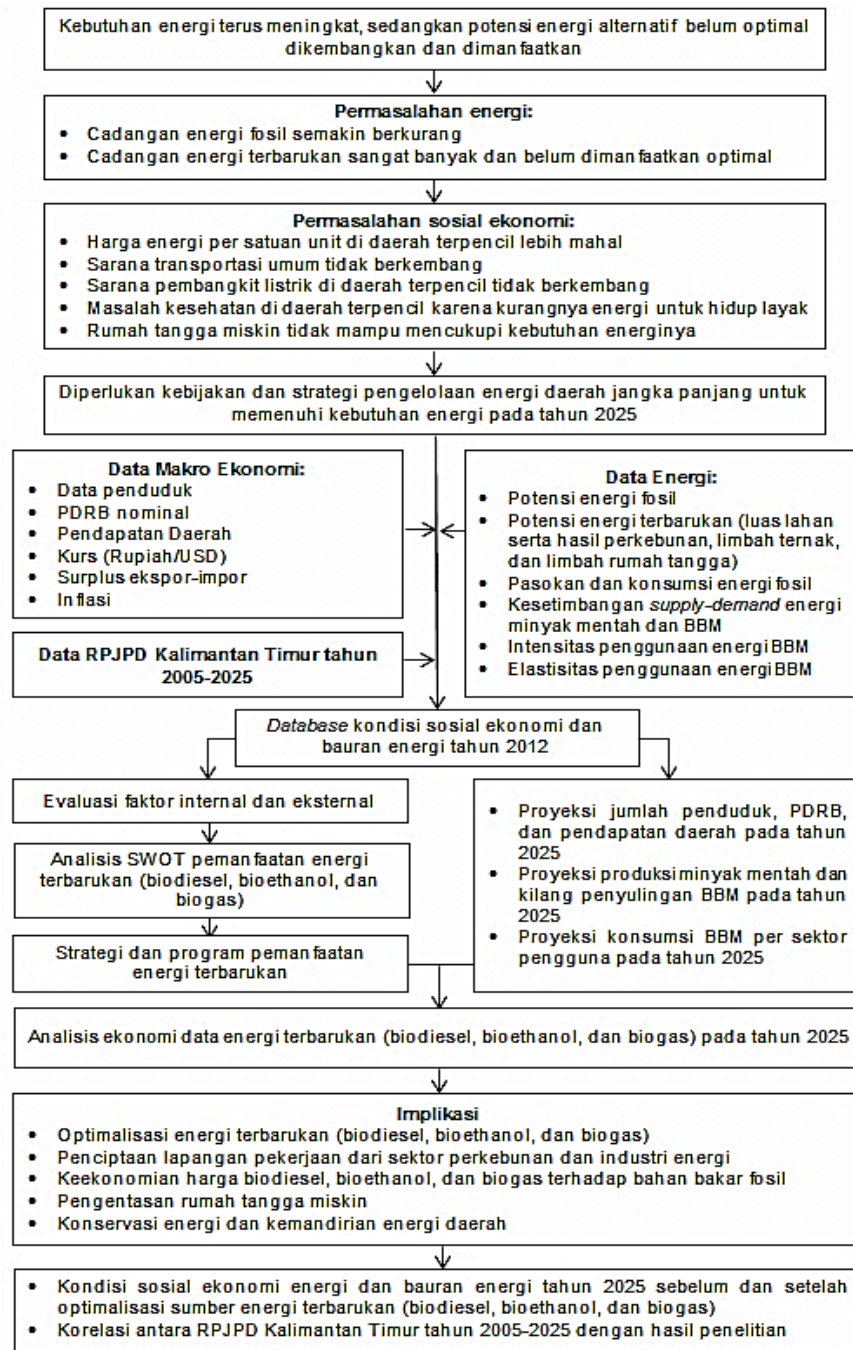 Kebutuhan energi terus meningkat, sedangkan potensi energi alternatif belum optimal
dikembangkan dan dimanfaatkan
Permasalahan energi:
• Cadangan energi fosil semakin berkurang
• Cadangan energi terbarukan sangat banyak dan belum dimanfaatkan optimal
Permasalahan sosial ekonomi:
• Harga energi per satuan unit di daerah terpencil lebih mahal
• Sarana transportasi umum tidak berkembang
• Sarana pembangkit listrik di daerah terpencil tidak berkembang
• Masalah kesehatan di daerah terpencil karena kurangnya energi untuk hidup layak
• Rumah tangga miskin tidak mampu mencukupi kebutuhan energinya
Diperlukan kebijakan dan strategi pengelolaan energi daerah jangka panjang untuk
memenuhi kebutuhan energi pada tahun 2025
Data Makro Ekonomi:
• Data penduduk
• PDRB nominal
• Pendapatan Daerah
• Kurs (Rupiah/USD)
• Surplus ekspor-impor
• Inflasi
Data RPJPD Kalimantan Timur tahun
2005-2025
Data Energi:
• Potensi energi fosil
• Potensi energi terbarukan (luas lahan
serta hasil perkebunan, limbah ternak,
dan limbah rumah tangga)
• Pasokan dan konsumsi energi fosil
• Kesetimbangan supply-demand energi
minyak mentah dan BBM
• Intensitas penggunaan energi BBM
• Elastisitas penggunaan energi BBM
Database kondisi sosial ekonomi dan
bauran energi tahun 2012
Evaluasi faktor internal dan eksternal
Analisis SWOT pemanfaatan energi
terbarukan (biodiesel, bioethanol, dan
biogas)
Strategi dan program pemanfaatan
energi terbarukan
• Proyeksi jumlah penduduk, PDRB,
dan pendapatan daerah pada tahun
2025
• Proyeksi produksi minyak mentah dan
kilang penyulingan BBM pada tahun
2025
• Proyeksi konsumsi BBM per sektor
pengguna pada tahun 2025
Analisis ekonomi data energi terbarukan (biodiesel, bioethanol, dan biogas) pada tahun 2025
Implikasi
• Optimalisasi energi terbarukan (biodiesel, bioethanol, dan biogas)
• Penciptaan lapangan pekerjaan dari sektor perkebunan dan industri energi
• Keekonomian harga biodiesel, bioethanol, dan biogas terhadap bahan bakar fosil
• Pengentasan rumah tangga miskin
• Konservasi energi dan kemandirian energi daerah
• Kondisi sosial ekonomi energi dan bauran energi tahun 2025 sebelum dan setelah
optimalisasi sumber energi terbarukan (biodiesel, bioethanol, dan biogas)
• Korelasi antara RPJPD Kalimantan Timur tahun 2005-2025 dengan hasil penelitian